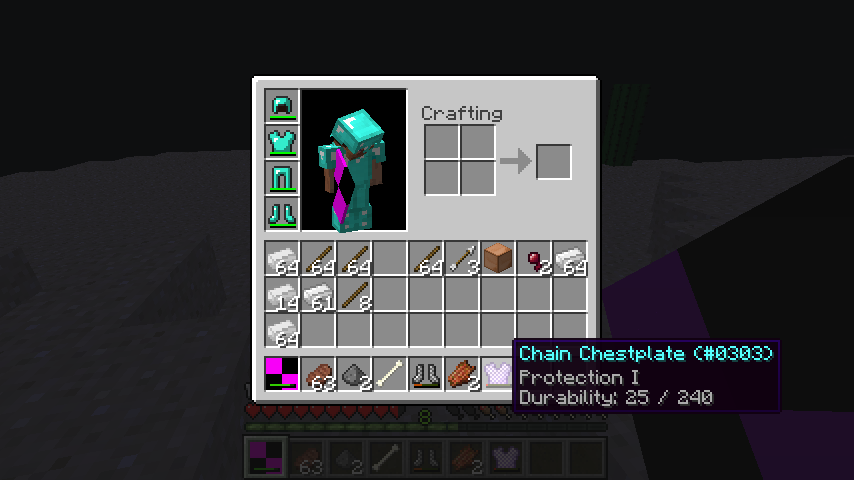 Crafting
64 64 64 64 3 2 64
14 61 8
64
63 2 2
Chain Chestplate (#0303)
Protection I
Durability: 25 / 240
8
63 2 2